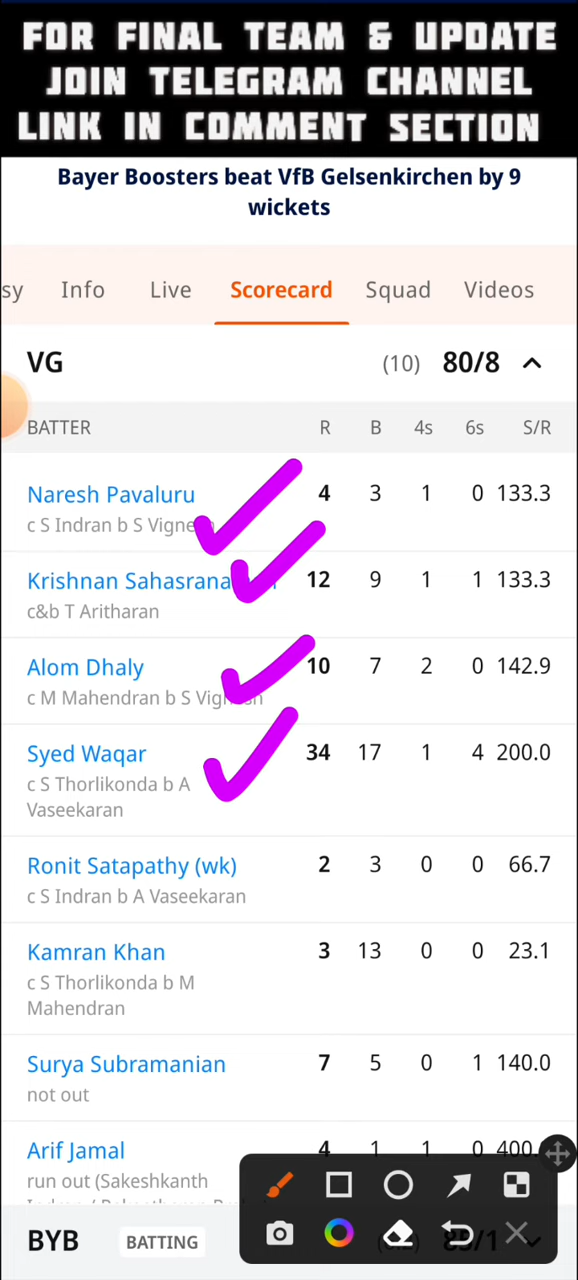 FOR FINAL TEAM & UPDATE
JOIN TELEGRAM CHANNEL
LINK IN COMMENT SECTION
Bayer Boosters beat VfB Gelsenkirchen by 9
wickets
sy Info Live Scorecard Squad Videos
VG (10) 80/8
BATTER R B 4s 6s S/R
Naresh Pavaluru 4 3 1 0 133.3
c S Indran b S
Krishnan 12 9 1 1 133.3
c&b T Aritharan
Alom Dhaly 10 7 2 0 142.9
c M Mahendran b S
Syed Waqar 34 17 1 4 200.0
c S Thorlikonda b A
Vaseekaran
Ronit Satapathy (wk) 2 3 0 0 66.7
c S Indran b A Vaseekaran
Kamran Khan 3 13 0 0 23.1
c S Thorlikonda b M
Mahendran
Surya Subramanian 7 5 0 1 140.0
not out
Arif Jamal 4 1 1 0 400.
run out (Sakeshkanth
BYB BATTING 85/1